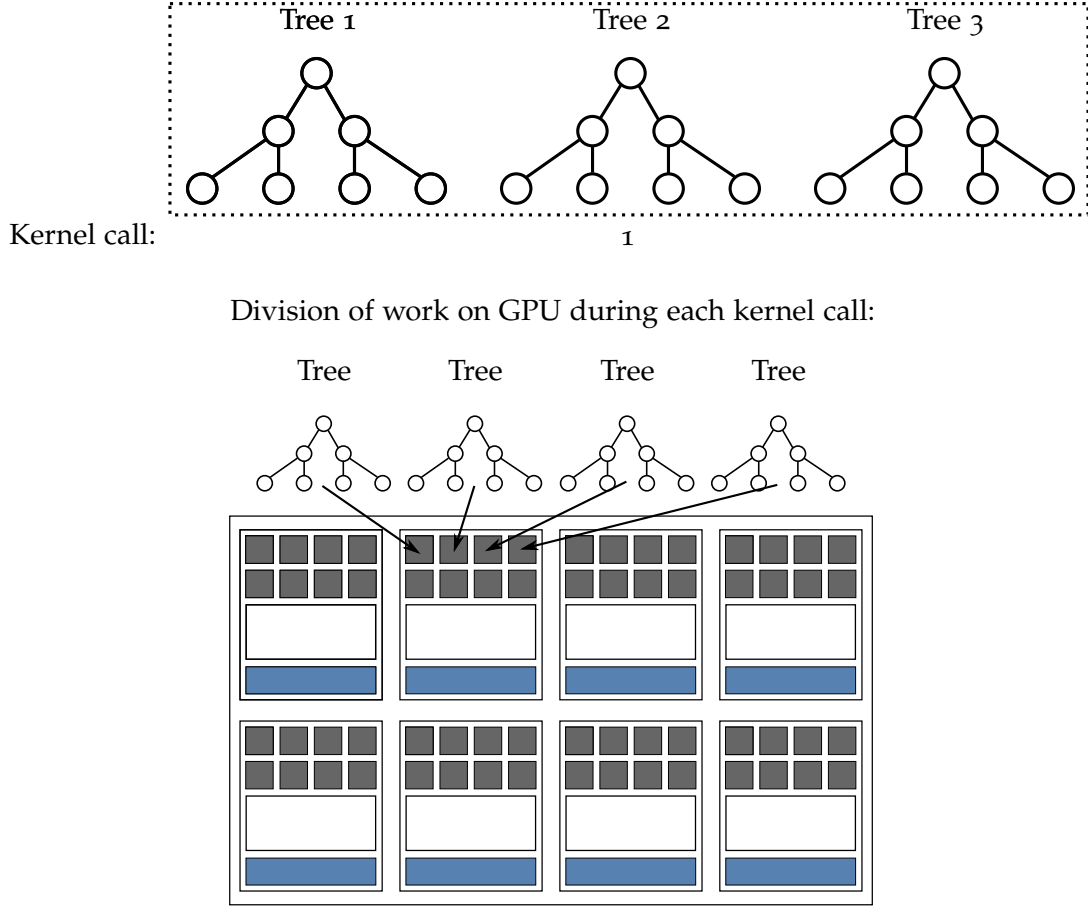 Tree 1 Tree 2 Tree 3
Kernel call: 1
Division of work on GPU during each kernel call:
Tree Tree Tree Tree